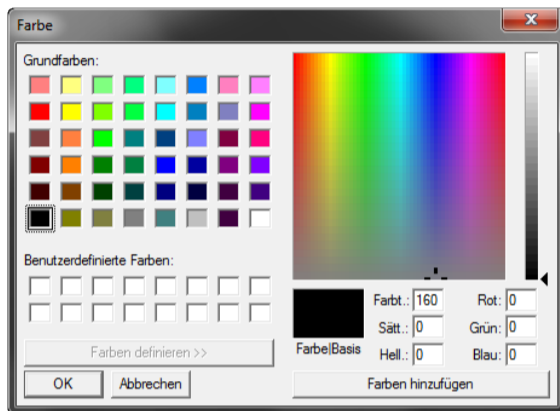 Farbe
Grundfarben:
Benutzerdefinierte Farben:
Farben definieren >>
OK
Abbrechen
Farbe|Basis
Farbt.: 160
Sätt.: 0
Hell.: 0
Rot: 0
Grün: 0
Blau: 0
Farben hinzufügen